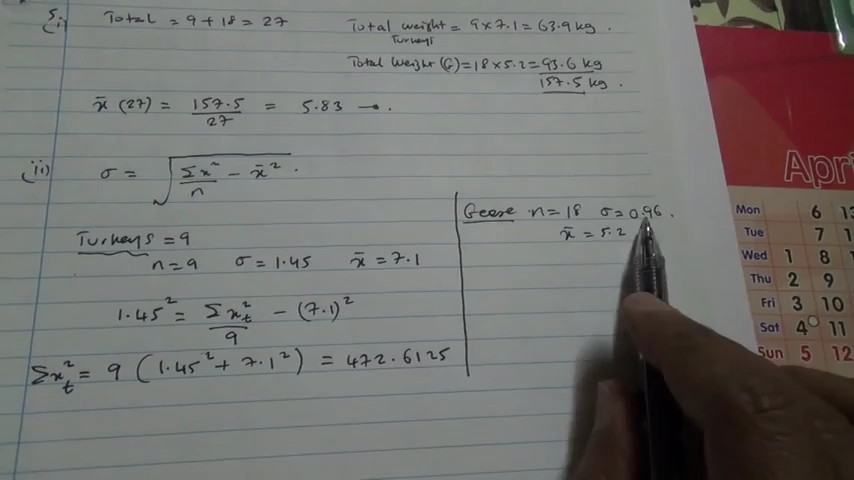 5(i) Total = 9 + 18 = 27
Total weight = 9 x 7.1 = 63.9 kg.
Turkeys
Total Weight (G) = 18 x 5.2 = 93.6 kg
157.5 kg.
x̄ (27) = 157.5 / 27 = 5.83
(ii) σ = √(Σx²/n − x̄²).
Turkeys = 9
n = 9 σ = 1.45 x̄ = 7.1
1.45² = Σx_t²/9 − (7.1)²
Σx_t² = 9 (1.45² + 7.1²) = 472.6125
Geese n = 18 σ = 0.96.
x̄ = 5.2
Apri
Mon 6 13
Tue 7 1
Wed 1 8
Thu 2 9
Fri 3 10
Sat 4 11
Sun 5 12